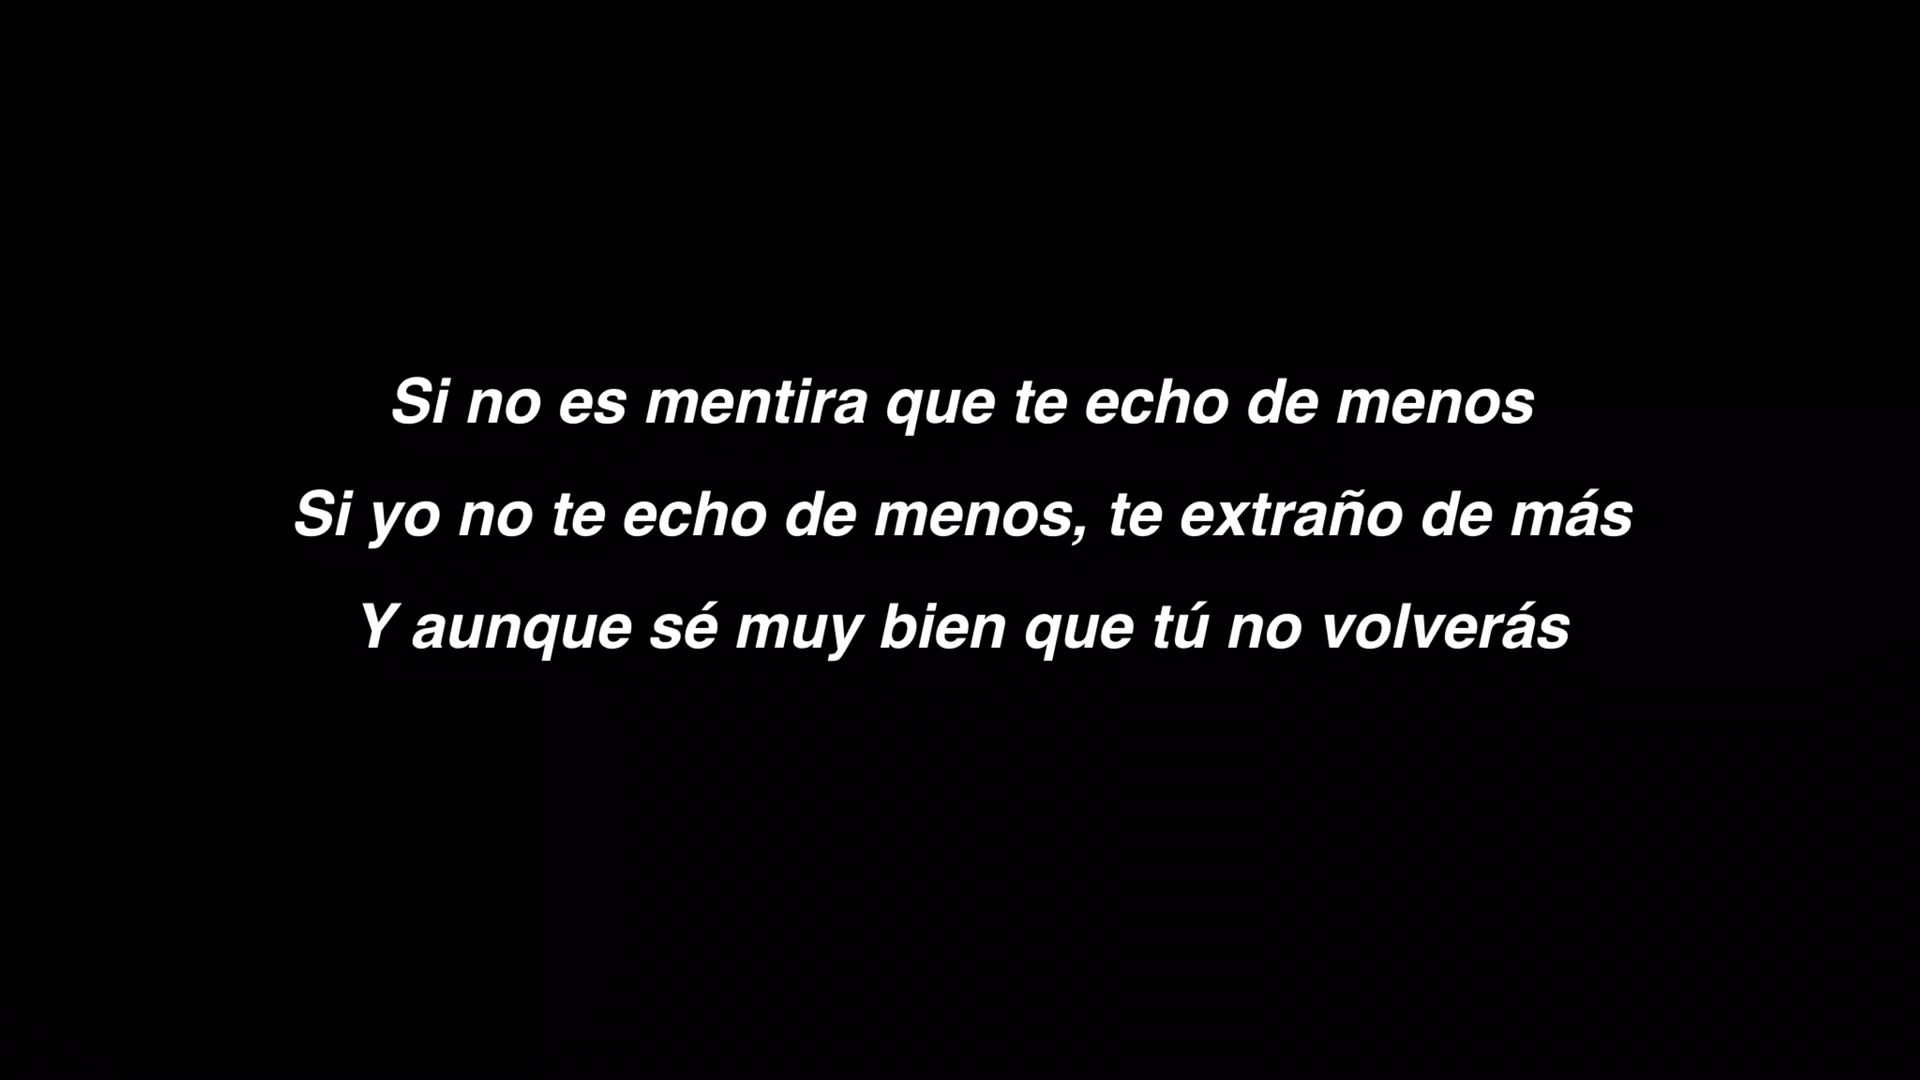 Si no es mentira que te echo de menos
Si yo no te echo de menos, te extraño de más
Y aunque sé muy bien que tú no volverás